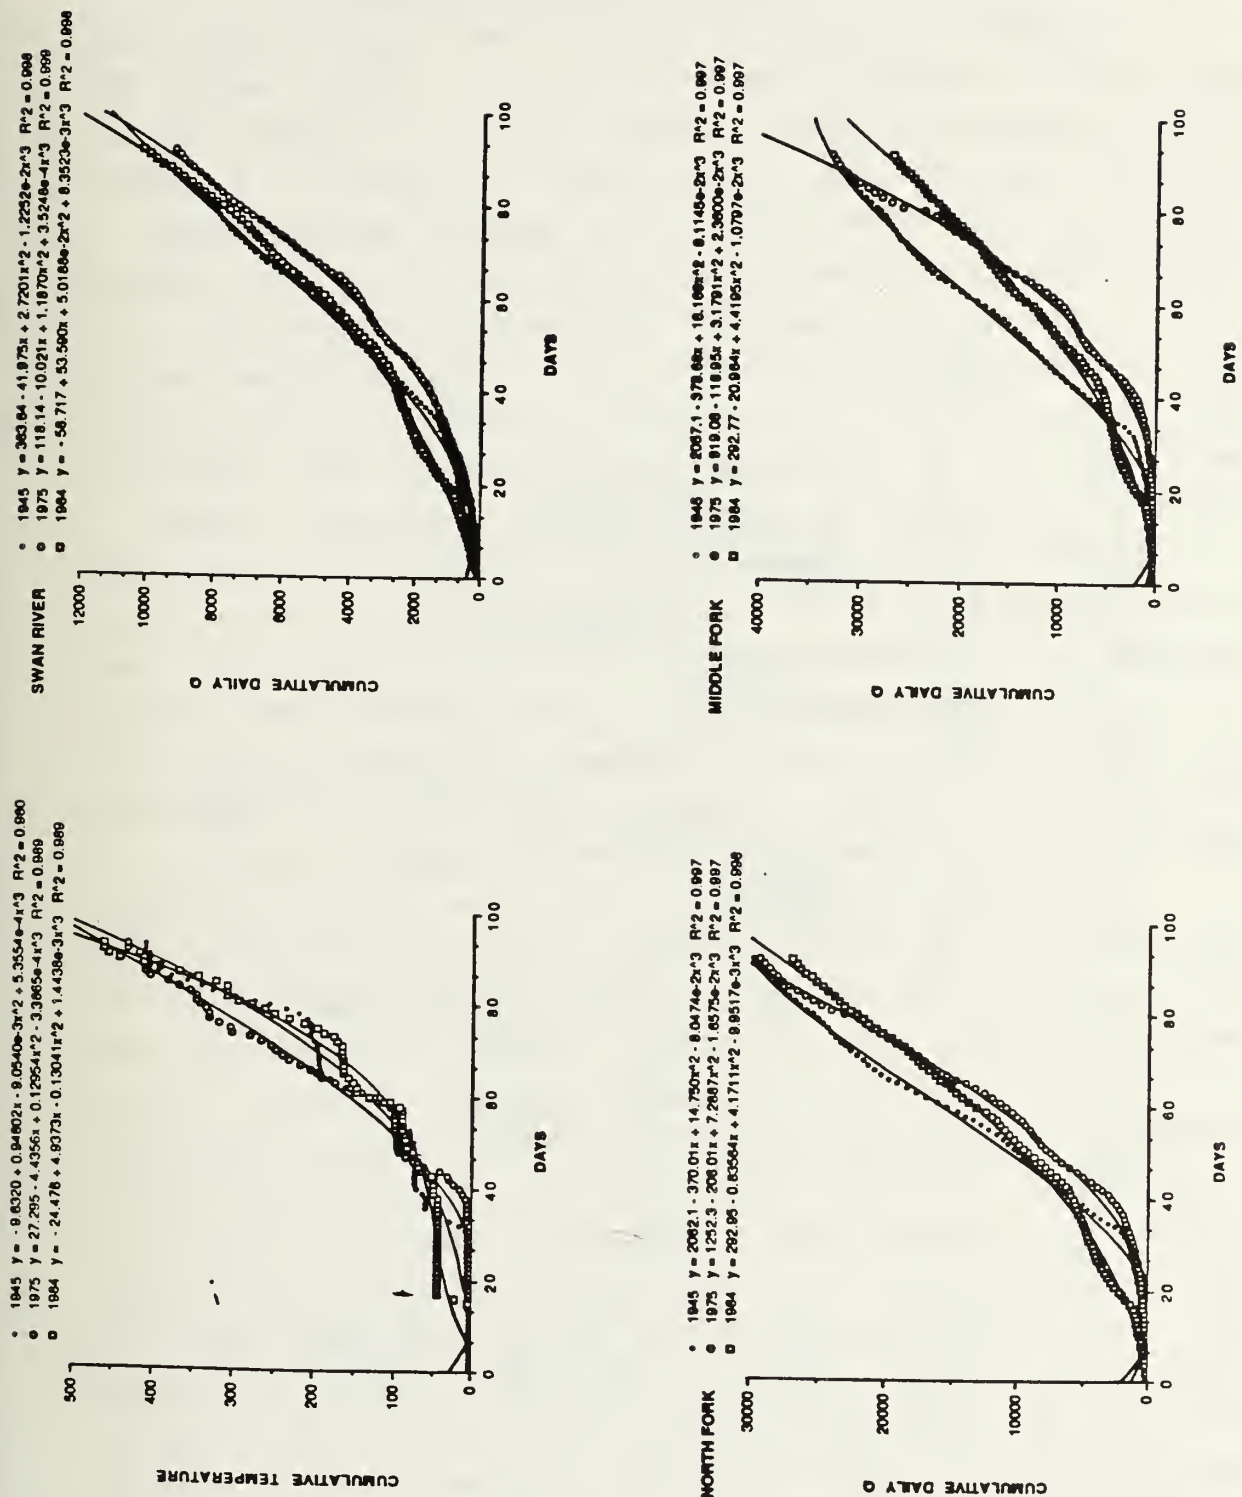 1945 y = - 9.6320 + 0.94602x - 9.0540e-3x^2 + 5.3554e-4x^3 R^2 = 0.980
1975 y = 27.295 - 4.4356x + 0.12954x^2 - 3.3665e-4x^3 R^2 = 0.989
1984 y = - 24.476 + 4.9373x - 0.13041x^2 + 1.4438e-3x^3 R^2 = 0.989
CUMULATIVE TEMPERATURE
500
400
300
200
100
0
0
20
40
60
80
100
DAYS
SWAN RIVER
1945 y = 363.64 - 41.975x + 2.7201x^2 - 1.2252e-2x^3 R^2 = 0.998
1975 y = 118.14 - 10.021x + 1.1870x^2 + 3.5248e-4x^3 R^2 = 0.999
1984 y = - 58.717 + 53.590x + 5.0188e-2x^2 + 8.3523e-3x^3 R^2 = 0.998
CUMULATIVE DAILY Q
12000
10000
8000
6000
4000
2000
0
0
20
40
60
80
100
DAYS
NORTH FORK
1945 y = 2062.1 - 370.01x + 14.750x^2 - 8.0474e-2x^3 R^2 = 0.997
1975 y = 1252.3 - 208.01x + 7.2887x^2 - 1.6575e-2x^3 R^2 = 0.997
1984 y = 292.95 - 0.83564x + 4.1711x^2 - 9.9517e-3x^3 R^2 = 0.998
CUMULATIVE DAILY Q
30000
20000
10000
0
0
20
40
60
80
100
DAYS
MIDDLE FORK
1945 y = 2067.1 - 378.68x + 16.168x^2 - 8.1145e-2x^3 R^2 = 0.997
1975 y = 819.08 - 118.95x + 3.1791x^2 + 2.3600e-2x^3 R^2 = 0.997
1984 y = 292.77 - 20.964x + 4.4195x^2 - 1.0797e-2x^3 R^2 = 0.997
CUMULATIVE DAILY Q
40000
30000
20000
10000
0
0
20
40
60
80
100
DAYS